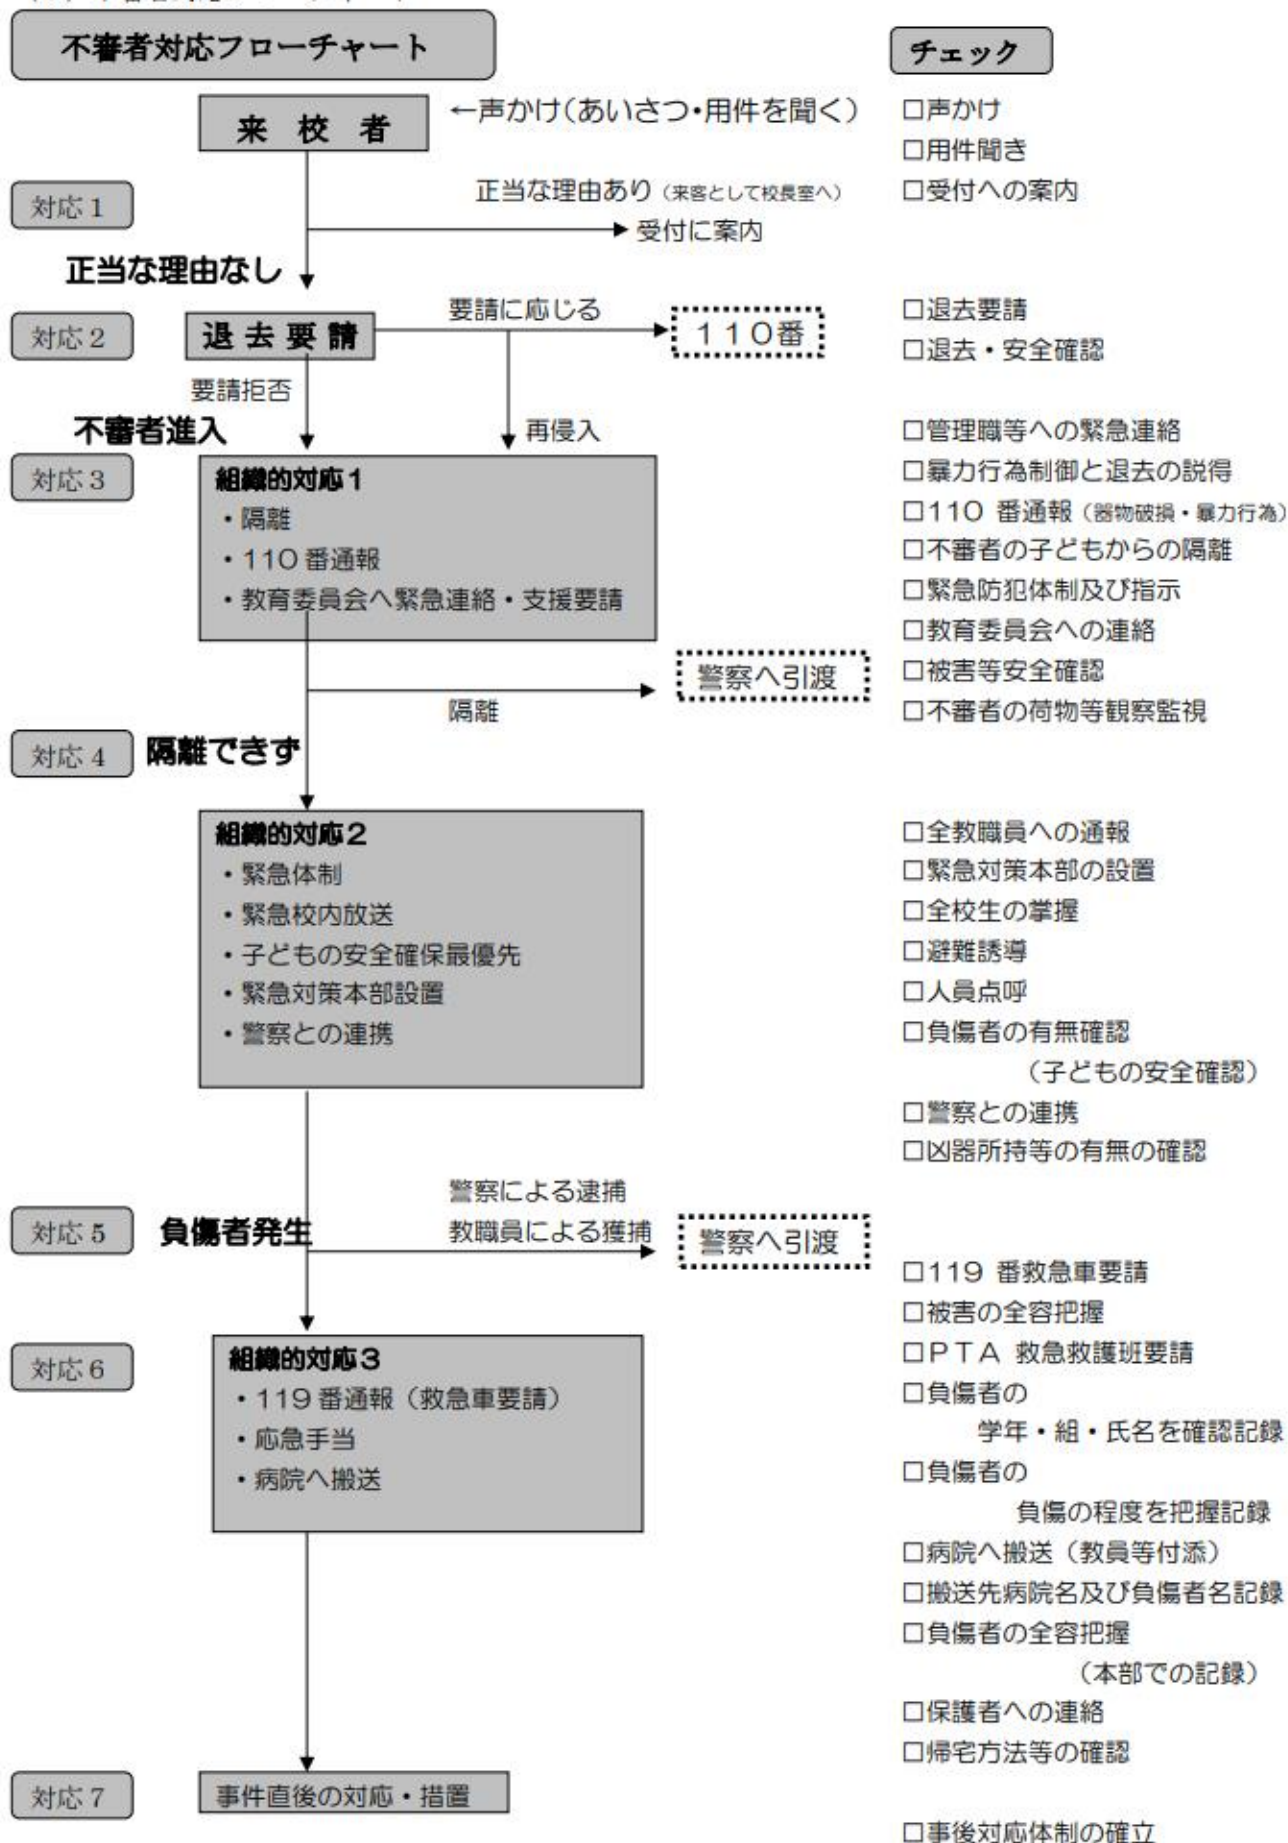 不審者対応フローチャート
チェック
来校者
←声かけ(あいさつ・用件を聞く)
□声かけ
□用件聞き
対応1
正当な理由あり(来客として校長室へ)
□受付への案内
受付に案内
正当な理由なし
対応2
退去要請
要請に応じる
110番
□退去要請
□退去・安全確認
要請拒否
不審者進入
再侵入
□管理職等への緊急連絡
対応3
組織的対応1
・隔離
・110番通報
・教育委員会へ緊急連絡・支援要請
□暴力行為制御と退去の説得
□110 番通報(器物破損・暴力行為)
□不審者の子どもからの隔離
□緊急防犯体制及び指示
□教育委員会への連絡
□被害等安全確認
□不審者の荷物等観察監視
警察へ引渡
隔離
対応4
隔離できず
組織的対応2
・緊急体制
・緊急校内放送
・子どもの安全確保最優先
・緊急対策本部設置
・警察との連携
□全教職員への通報
□緊急対策本部の設置
□全校生の掌握
□避難誘導
□人員点呼
□負傷者の有無確認
(子どもの安全確認)
□警察との連携
□凶器所持等の有無の確認
対応5
負傷者発生
警察による逮捕
教職員による獲捕
警察へ引渡
□119 番救急車要請
□被害の全容把握
対応6
組織的対応3
・119番通報(救急車要請)
・応急手当
・病院へ搬送
□PTA 救急救護班要請
□負傷者の
学年・組・氏名を確認記録
□負傷者の
負傷の程度を把握記録
□病院へ搬送(教員等付添)
□搬送先病院名及び負傷者名記録
□負傷者の全容把握
(本部での記録)
□保護者への連絡
□帰宅方法等の確認
対応7
事件直後の対応・措置
□事後対応体制の確立